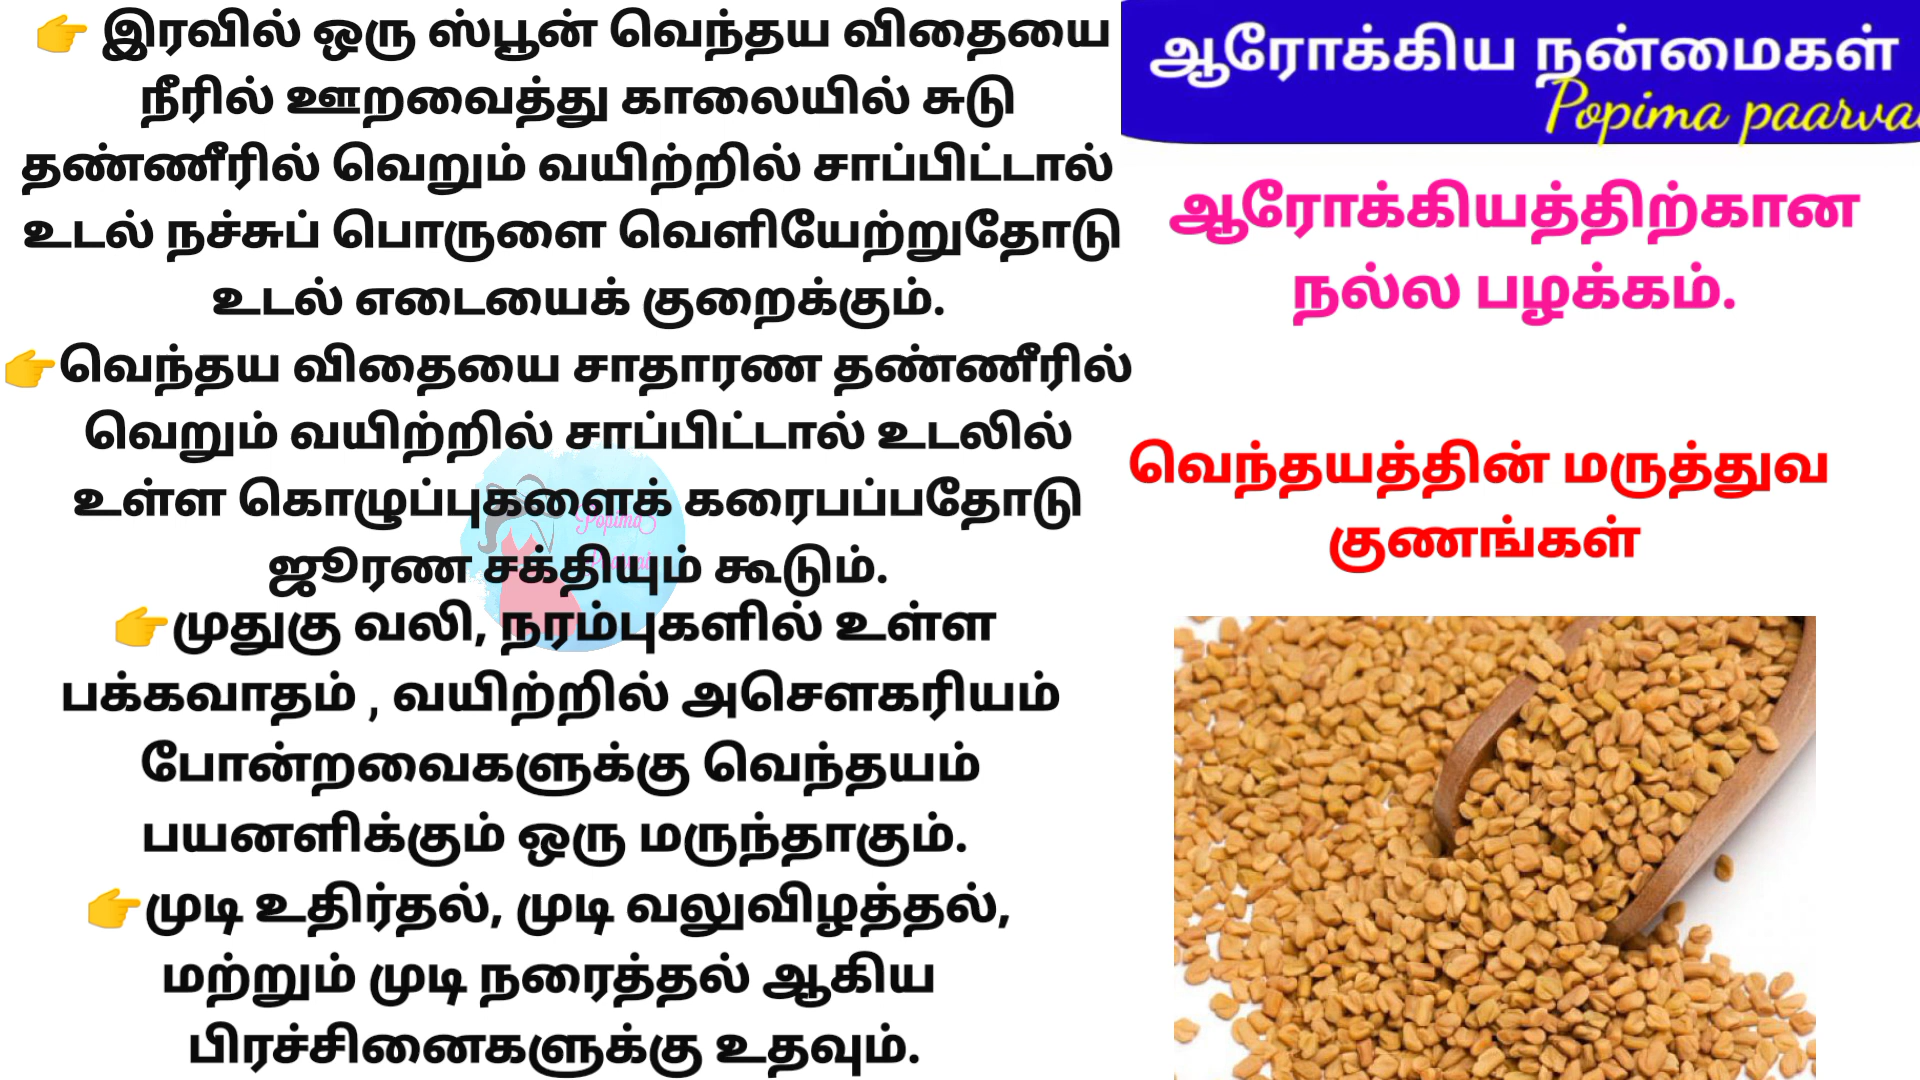 👉 இரவில் ஒரு ஸ்பூன் வெந்தய விதையை
நீரில் ஊறவைத்து காலையில் சுடு
தண்ணீரில் வெறும் வயிற்றில் சாப்பிட்டால்
உடல் நச்சுப் பொருளை வெளியேற்றுதோடு
உடல் எடையைக் குறைக்கும்.
👉வெந்தய விதையை சாதாரண தண்ணீரில்
வெறும் வயிற்றில் சாப்பிட்டால் உடலில்
உள்ள கொழுப்புகளைக் கரைபப்பதோடு
ஜூரண சக்தியும் கூடும்.
👉முதுகு வலி, நரம்புகளில் உள்ள
பக்கவாதம் , வயிற்றில் அசௌகரியம்
போன்றவைகளுக்கு வெந்தயம்
பயனளிக்கும் ஒரு மருந்தாகும்.
👉முடி உதிர்தல், முடி வலுவிழத்தல்,
மற்றும் முடி நரைத்தல் ஆகிய
பிரச்சினைகளுக்கு உதவும்.
ஆரோக்கிய நன்மைகள்
Popima paarvai
ஆரோக்கியத்திற்கான
நல்ல பழக்கம்.
வெந்தயத்தின் மருத்துவ
குணங்கள்
Popima